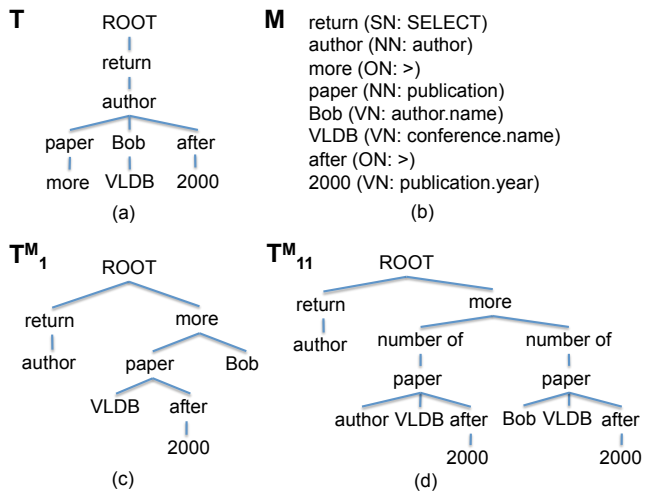 T
ROOT
return
author
paper Bob after
more VLDB 2000
(a)
M
return (SN: SELECT)
author (NN: author)
more (ON: >)
paper (NN: publication)
Bob (VN: author.name)
VLDB (VN: conference.name)
after (ON: >)
2000 (VN: publication.year)
(b)
TM1
ROOT
return more
author paper Bob
VLDB after
2000
(c)
TM11
ROOT
return more
author number of number of
paper paper
author VLDB after Bob VLDB after
2000 2000
(d)